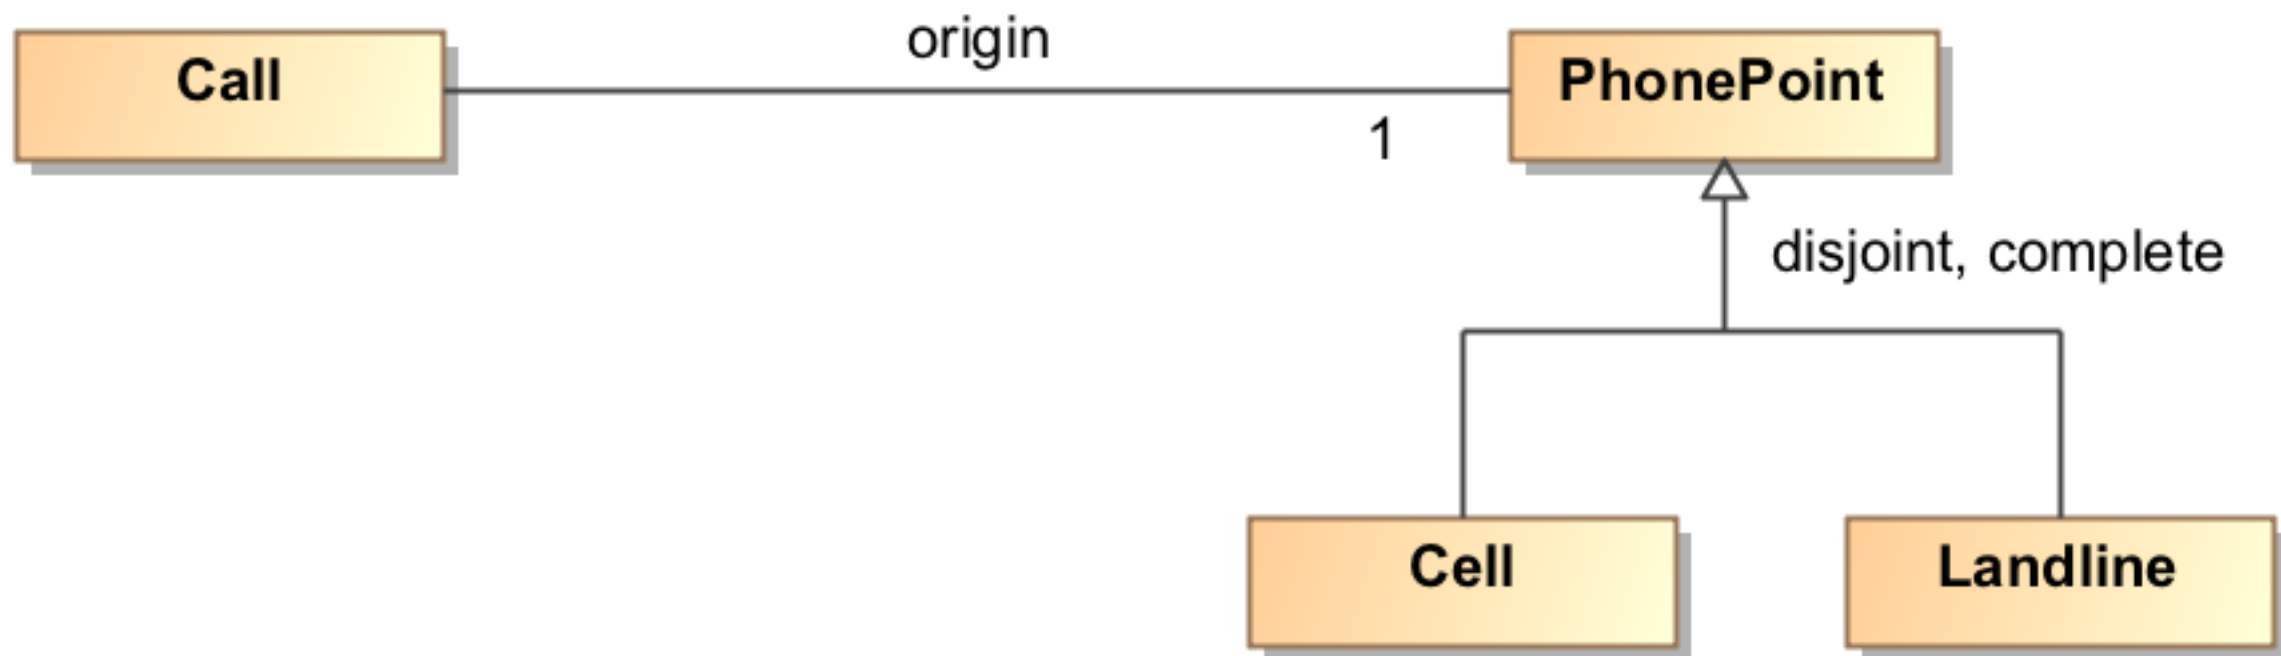 origin
Call
PhonePoint
1
disjoint, complete
Cell
Landline